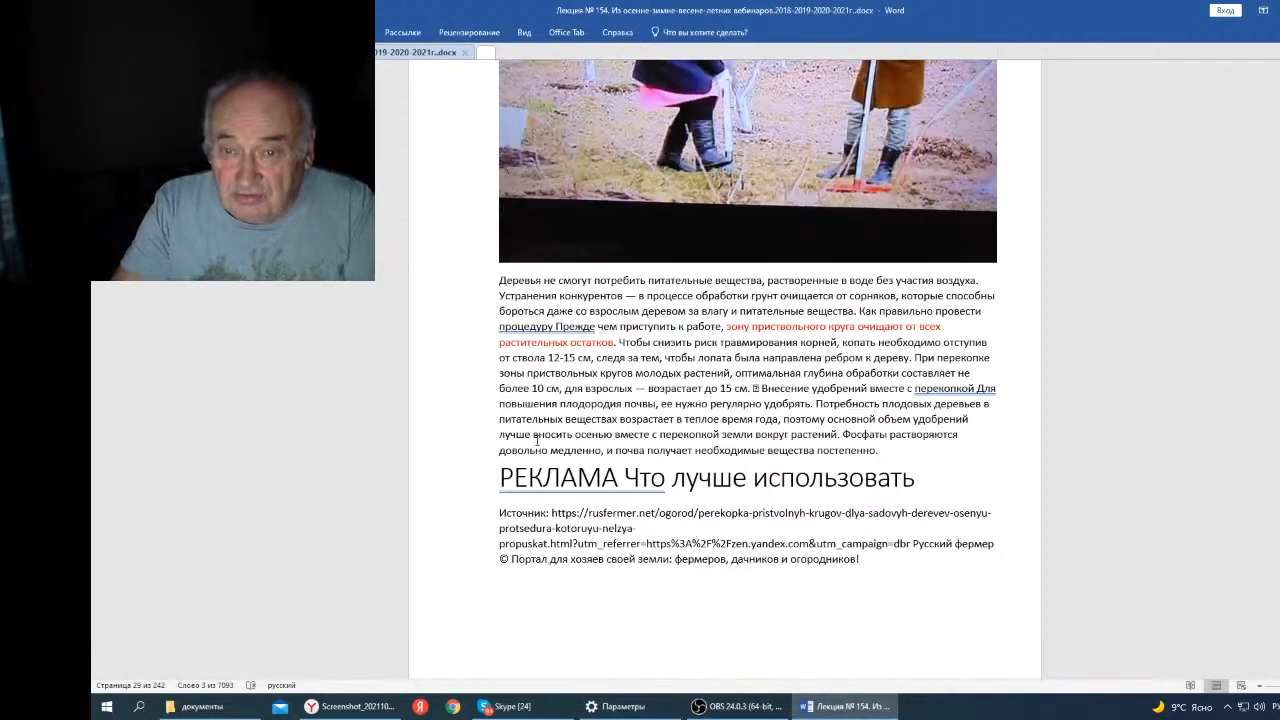 Лекция № 154. Из осенне-зимне-весене-летних вебинаров.2018-2019-2020-2021г..docx - Word
Вход
Рассылки Рецензирование Вид Office Tab Справка Что вы хотите сделать?
019-2020-2021г..docx
Деревья не смогут потребить питательные вещества, растворенные в воде без участия воздуха.
Устранения конкурентов — в процессе обработки грунт очищается от сорняков, которые способны
бороться даже со взрослым деревом за влагу и питательные вещества. Как правильно провести
процедуру Прежде чем приступить к работе, зону приствольного круга очищают от всех
растительных остатков. Чтобы снизить риск травмирования корней, копать необходимо отступив
от ствола 12-15 см, следя за тем, чтобы лопата была направлена ребром к дереву. При перекопке
зоны приствольных кругов молодых растений, оптимальная глубина обработки составляет не
более 10 см, для взрослых — возрастает до 15 см. Внесение удобрений вместе с перекопкой Для
повышения плодородия почвы, ее нужно регулярно удобрять. Потребность плодовых деревьев в
питательных веществах возрастает в теплое время года, поэтому основной объем удобрений
лучше вносить осенью вместе с перекопкой земли вокруг растений. Фосфаты растворяются
довольно медленно, и почва получает необходимые вещества постепенно.
РЕКЛАМА Что лучше использовать
Источник: https://rusfermer.net/ogorod/perekopka-pristvolnyh-krugov-dlya-sadovyh-derevev-osenyu-
protsedura-kotoruyu-nelzya-
propuskat.html?utm_referrer=https%3A%2F%2Fzen.yandex.com&utm_campaign=dbr Русский фермер
© Портал для хозяев своей земли: фермеров, дачников и огородников!
Страница 29 из 242 Слово 3 из 7093 русский
документы Screenshot_202110... Skype [24] Параметры OBS 24.0.3 (64-bit, ... Лекция № 154. Из ... 9°C Ясно